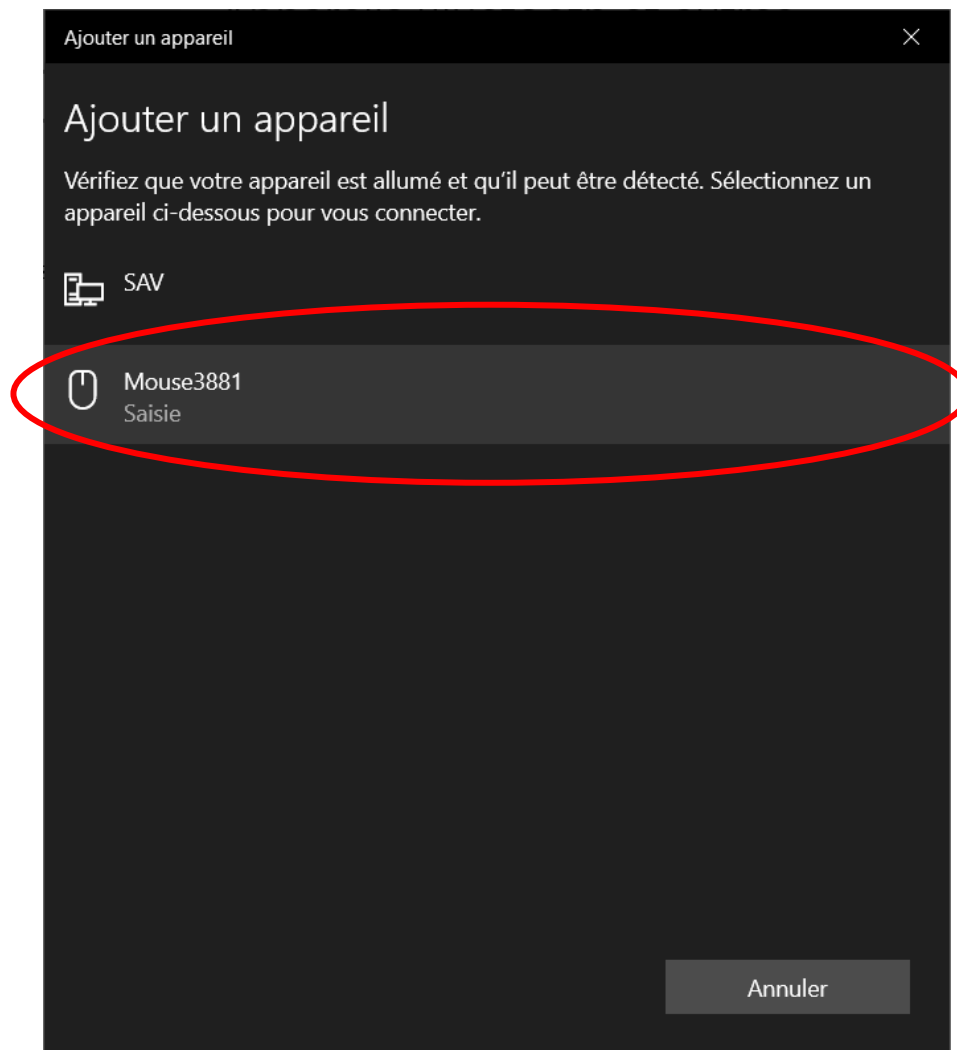 Ajouter un appareil
Ajouter un appareil
Vérifiez que votre appareil est allumé et qu'il peut être détecté. Sélectionnez un
appareil ci-dessous pour vous connecter.
SAV
Mouse3881
Saisie
Annuler